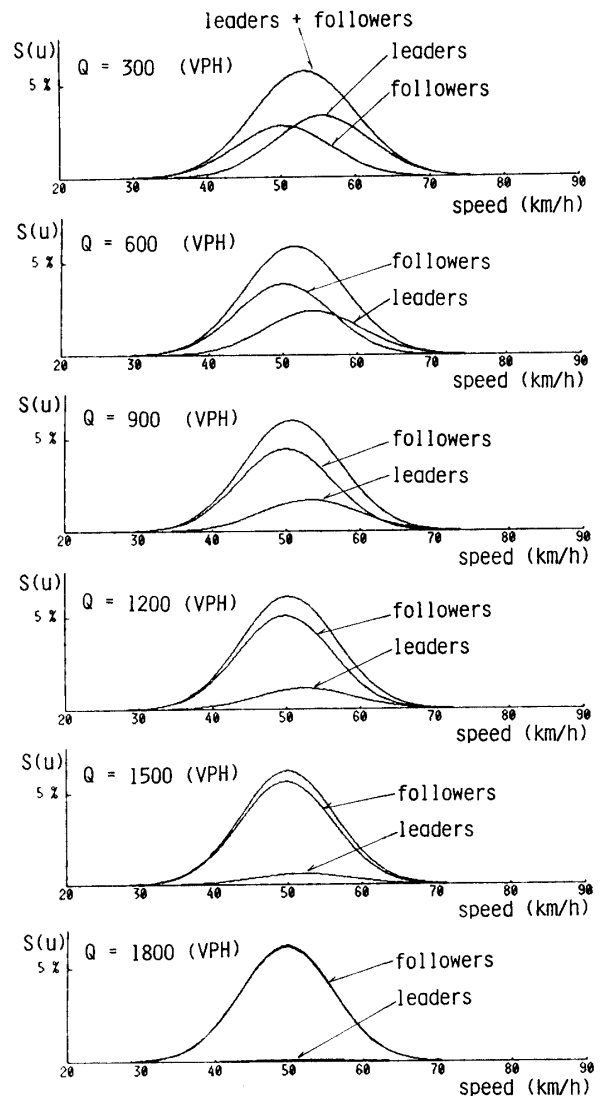 leaders + followers
S(u)
Q = 300 (VPH)
leaders
5 %
followers
20 30 40 50 60 70 80 90
speed (km/h)
S(u)
Q = 600 (VPH)
5 %
followers
leaders
20 30 40 50 60 70 80 90
speed (km/h)
S(u)
Q = 900 (VPH)
5 %
followers
leaders
20 30 40 50 60 70 80 90
speed (km/h)
S(u)
Q = 1200 (VPH)
5 %
followers
leaders
20 30 40 50 60 70 80 90
speed (km/h)
S(u)
Q = 1500 (VPH)
5 %
followers
leaders
20 30 40 50 60 70 80 90
speed (km/h)
S(u)
Q = 1800 (VPH)
5 %
followers
leaders
20 30 40 50 60 70 80 90
speed (km/h)